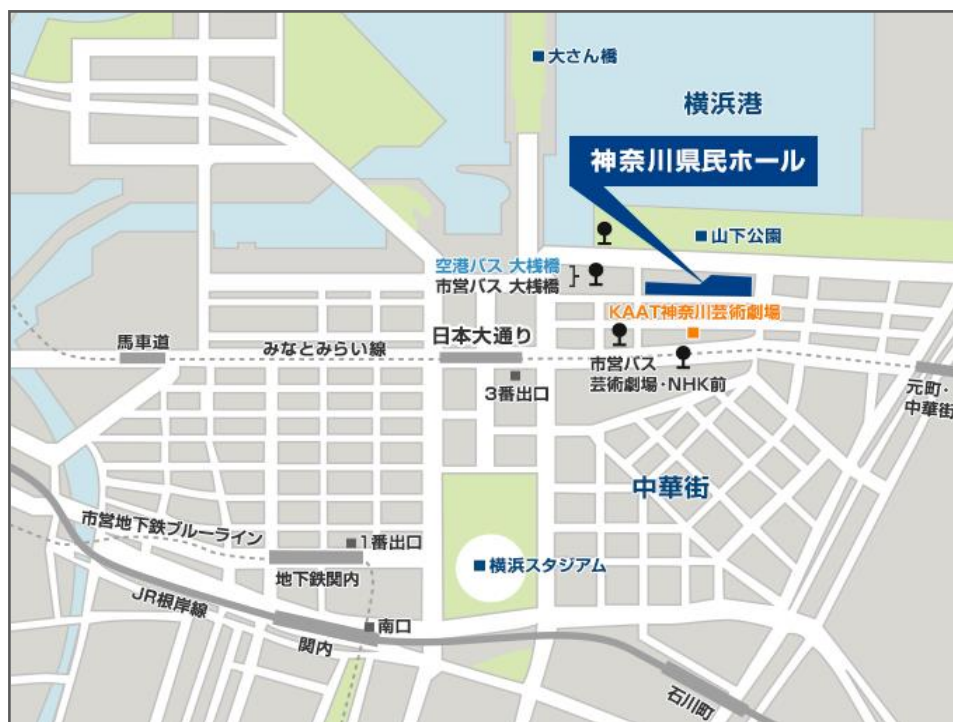 大さん橋
横浜港
神奈川県民ホール
山下公園
空港バス 大桟橋
市営バス 大桟橋
KAAT神奈川芸術劇場
馬車道
みなとみらい線
日本大通り
3番出口
市営バス
芸術劇場・NHK前
元町・
中華街
中華街
市営地下鉄ブルーライン
1番出口
地下鉄関内
横浜スタジアム
JR根岸線
南口
関内
石川町